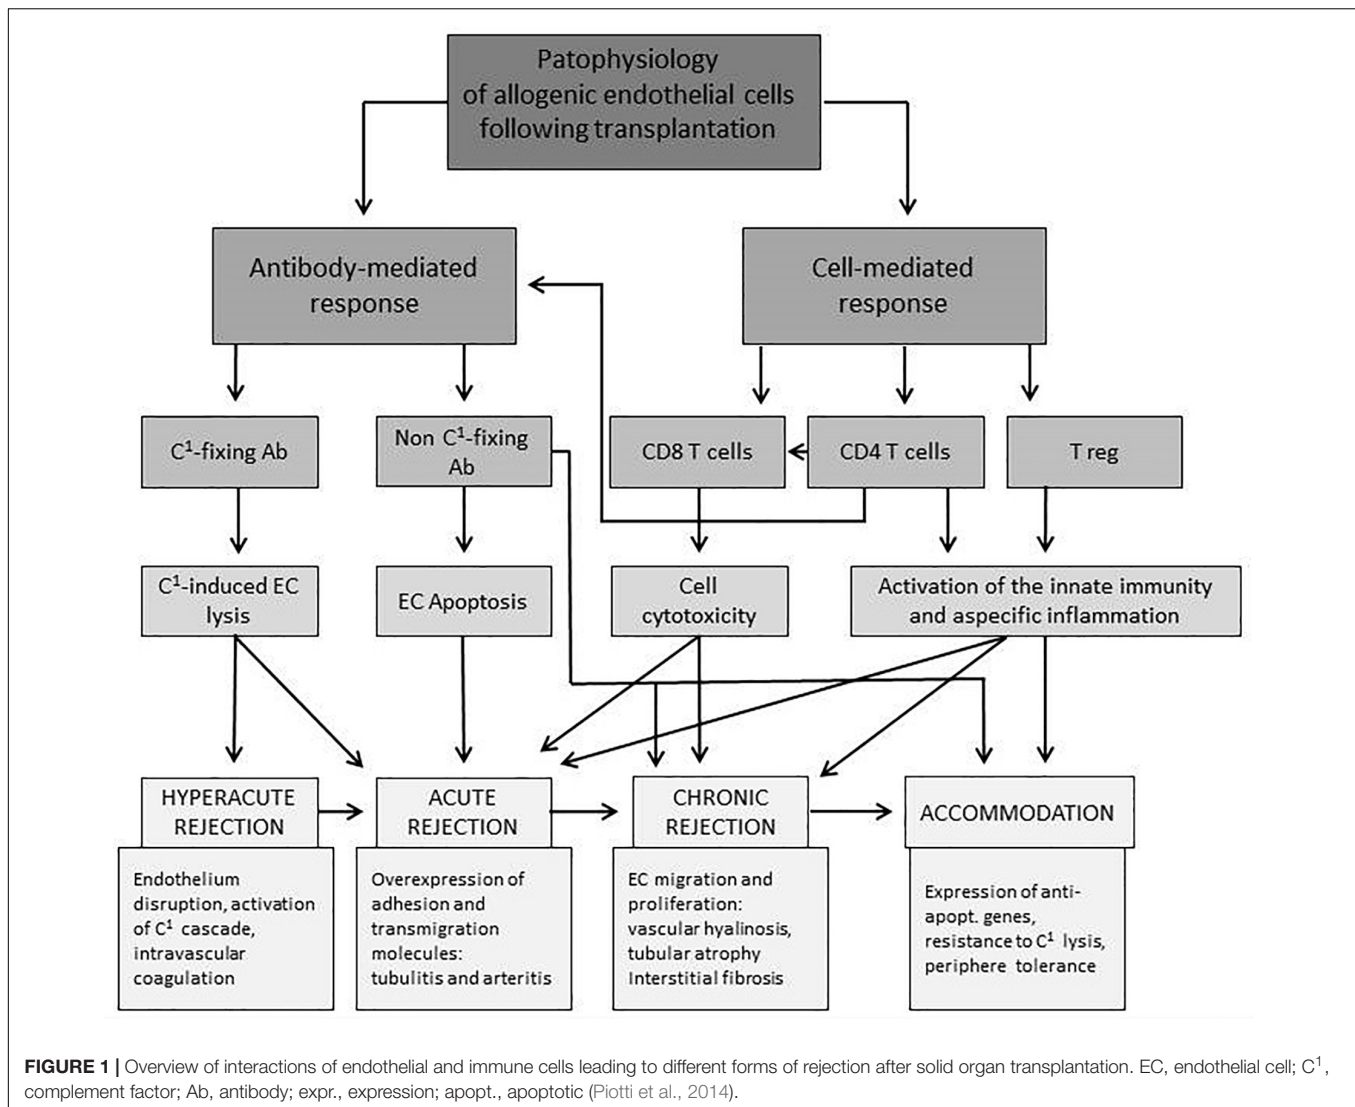 Patophysiology
of allogenic endothelial cells
following transplantation
Antibody-mediated
response
Cell-mediated
response
C¹-fixing Ab
Non C¹-fixing
Ab
CD8 T cells
CD4 T cells
T reg
C¹-induced EC
lysis
EC Apoptosis
Cell
cytotoxicity
Activation of the innate immunity
and aspecific inflammation
HYPERACUTE
REJECTION
Endothelium
disruption, activation
of C¹ cascade,
intravascular
coagulation
ACUTE
REJECTION
Overexpression of
adhesion and
transmigration
molecules:
tubulitis and arteritis
CHRONIC
REJECTION
EC migration and
proliferation:
vascular hyalinosis,
tubular atrophy
Interstitial fibrosis
ACCOMMODATION
Expression of anti-
apopt. genes,
resistance to C¹ lysis,
periphere tolerance
FIGURE 1 | Overview of interactions of endothelial and immune cells leading to different forms of rejection after solid organ transplantation. EC, endothelial cell; C¹,
complement factor; Ab, antibody; expr., expression; apopt., apoptotic (Piotti et al., 2014).